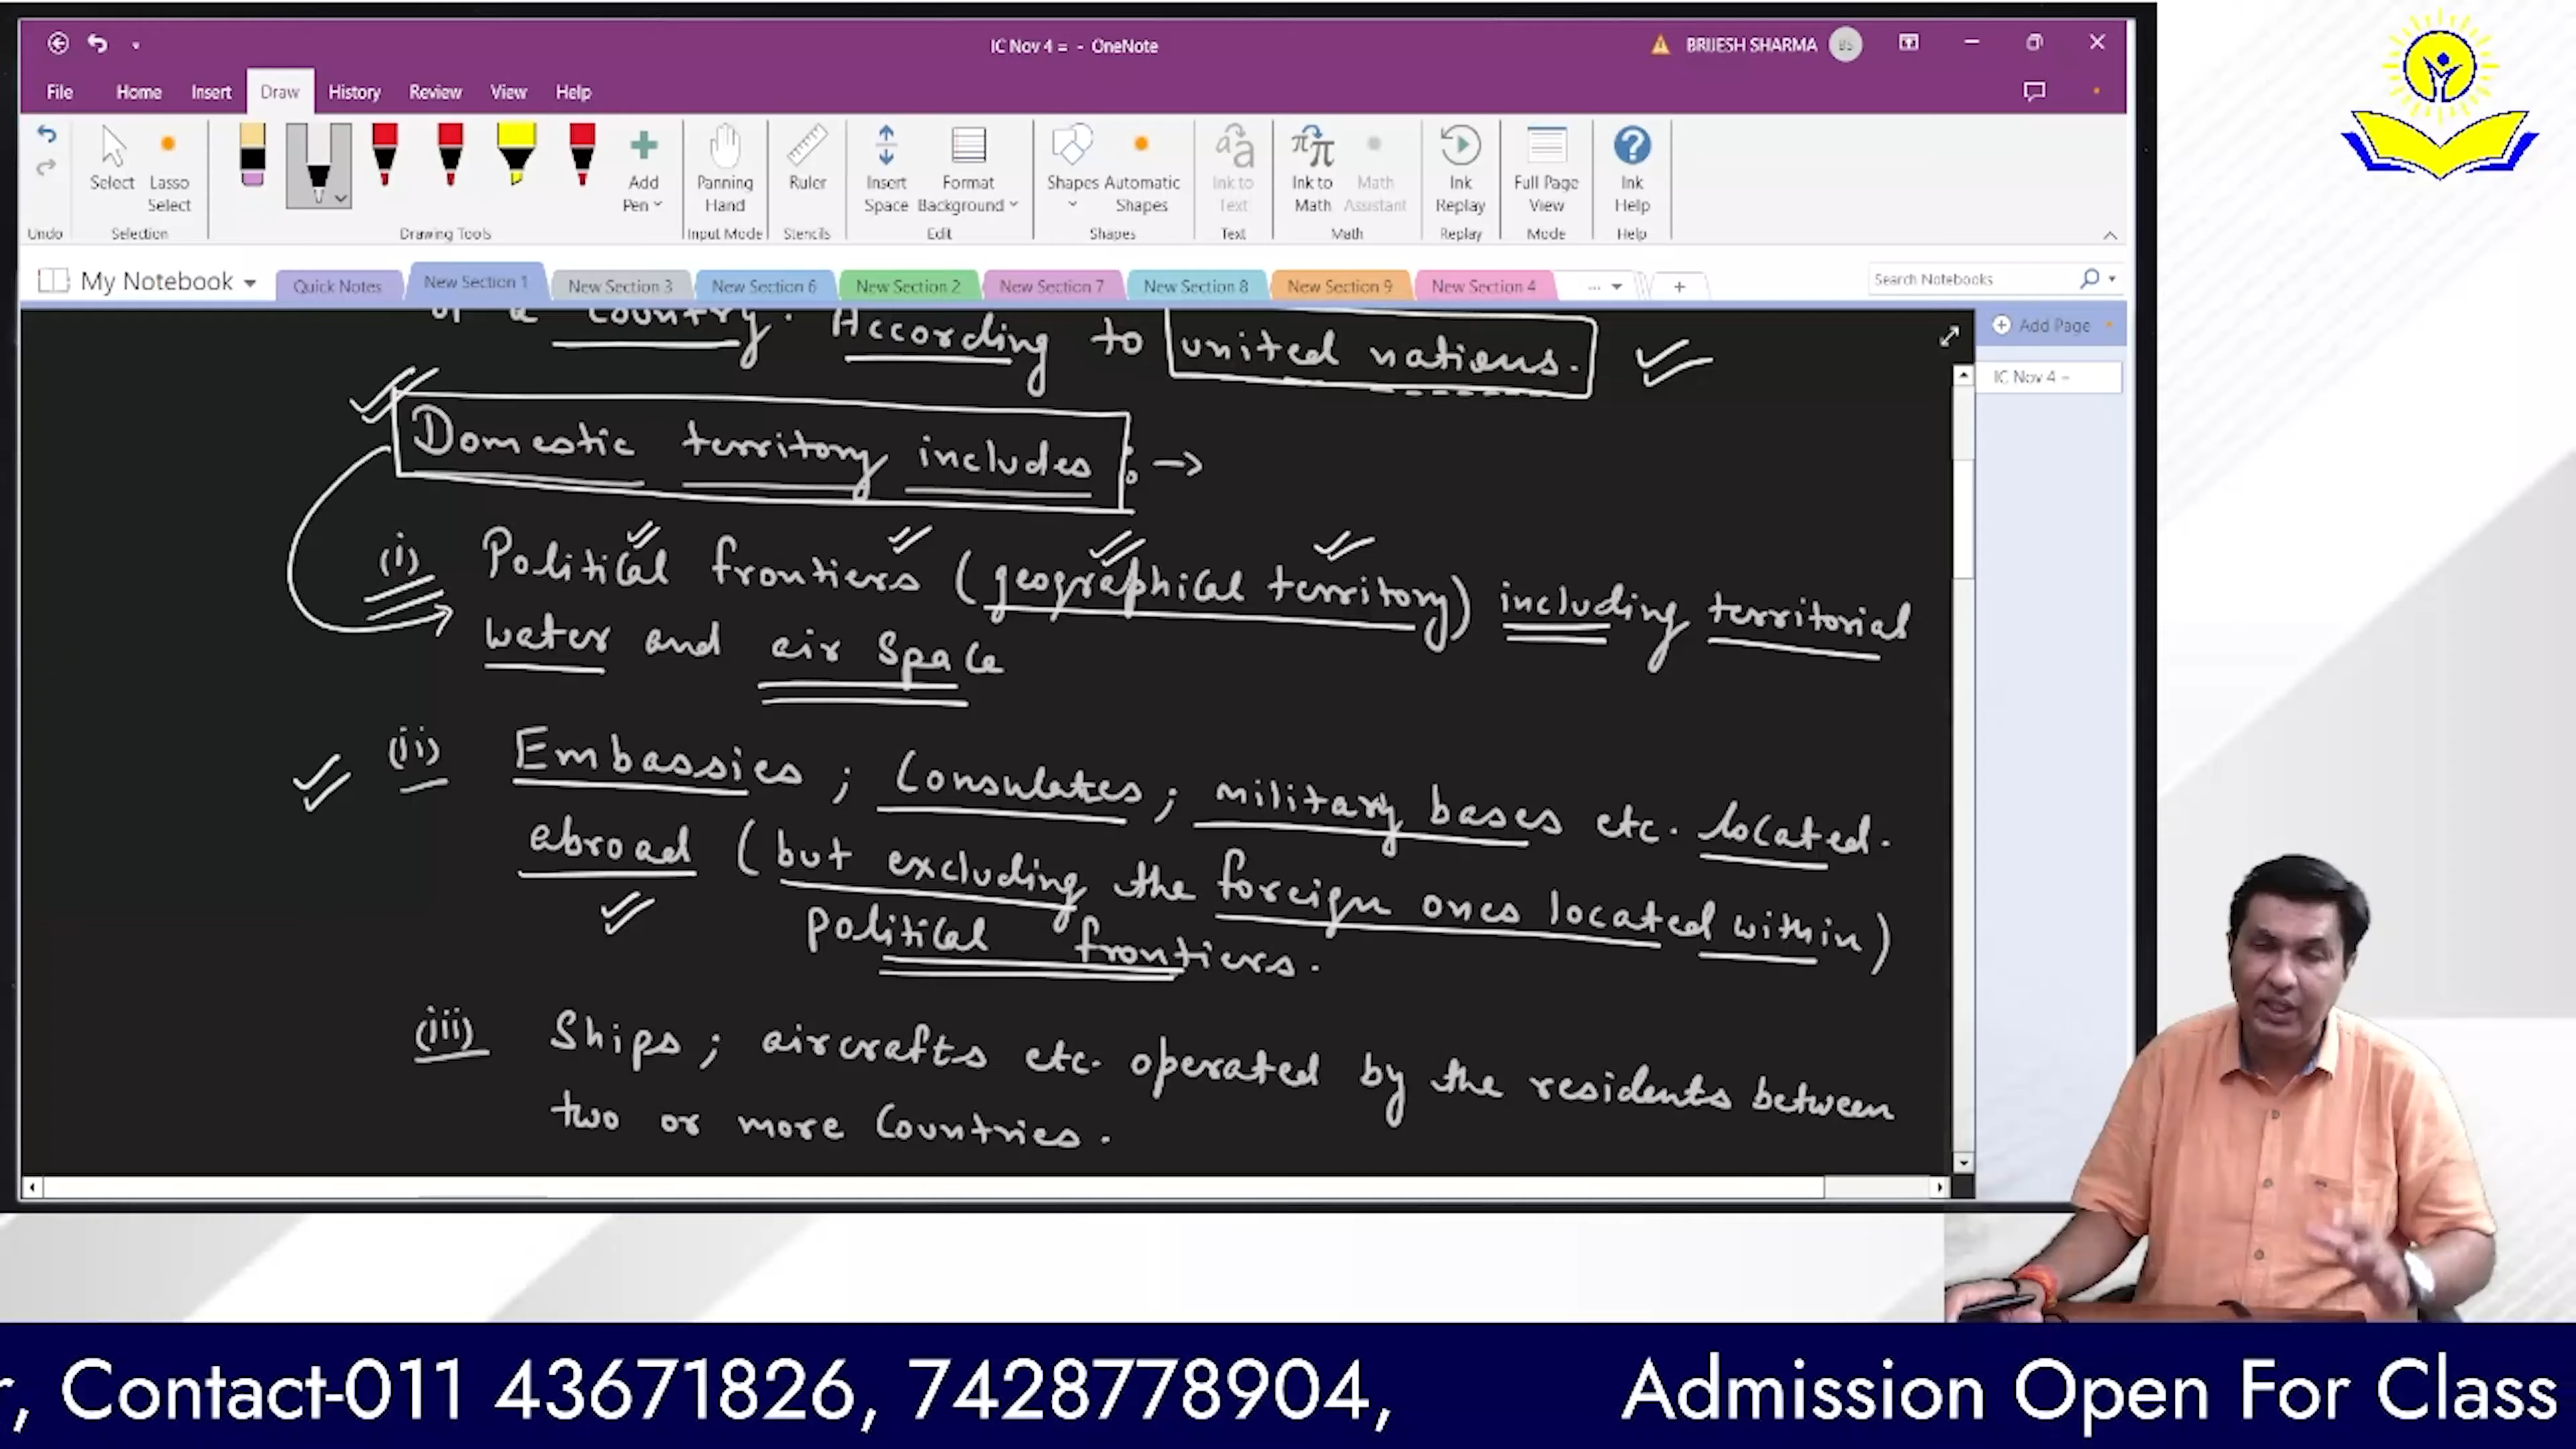 IC Nov 4 = - OneNote
BRIJESH SHARMA
BS
File Home Insert Draw History Review View Help
Select
Lasso Select
Add Pen
Panning Hand
Ruler
Insert Space
Format Background
Shapes
Automatic Shapes
Ink to Text
Ink to Math
Math Assistant
Ink Replay
Full Page View
Ink Help
Undo Selection Drawing Tools Input Mode Stencils Edit Shapes Text Math Replay Mode Help
My Notebook Quick Notes New Section 1 New Section 3 New Section 6 New Section 2 New Section 7 New Section 8 New Section 9 New Section 4 ... +
Search Notebooks
Add Page
IC Nov 4 =
of a country. According to united nations.
Domestic territory includes : →
(i) Political frontiers (geographical territory) including territorial
water and air space
(ii) Embassies ; Consulates ; military bases etc. located.
abroad (but excluding the foreign ones located within)
political frontiers.
(iii) Ships ; aircrafts etc. operated by the residents between
two or more Countries.
r, Contact-011 43671826, 7428778904, Admission Open For Class